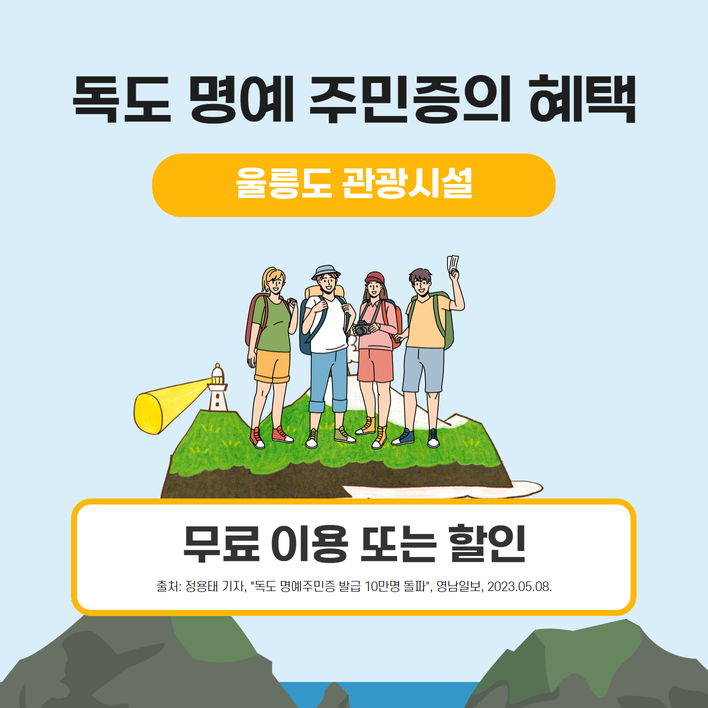 독도 명예 주민증의 혜택
울릉도 관광시설
무료 이용 또는 할인
출처: 정용태 기자, "독도 명예주민증 발급 10만명 돌파", 영남일보, 2023.05.08.